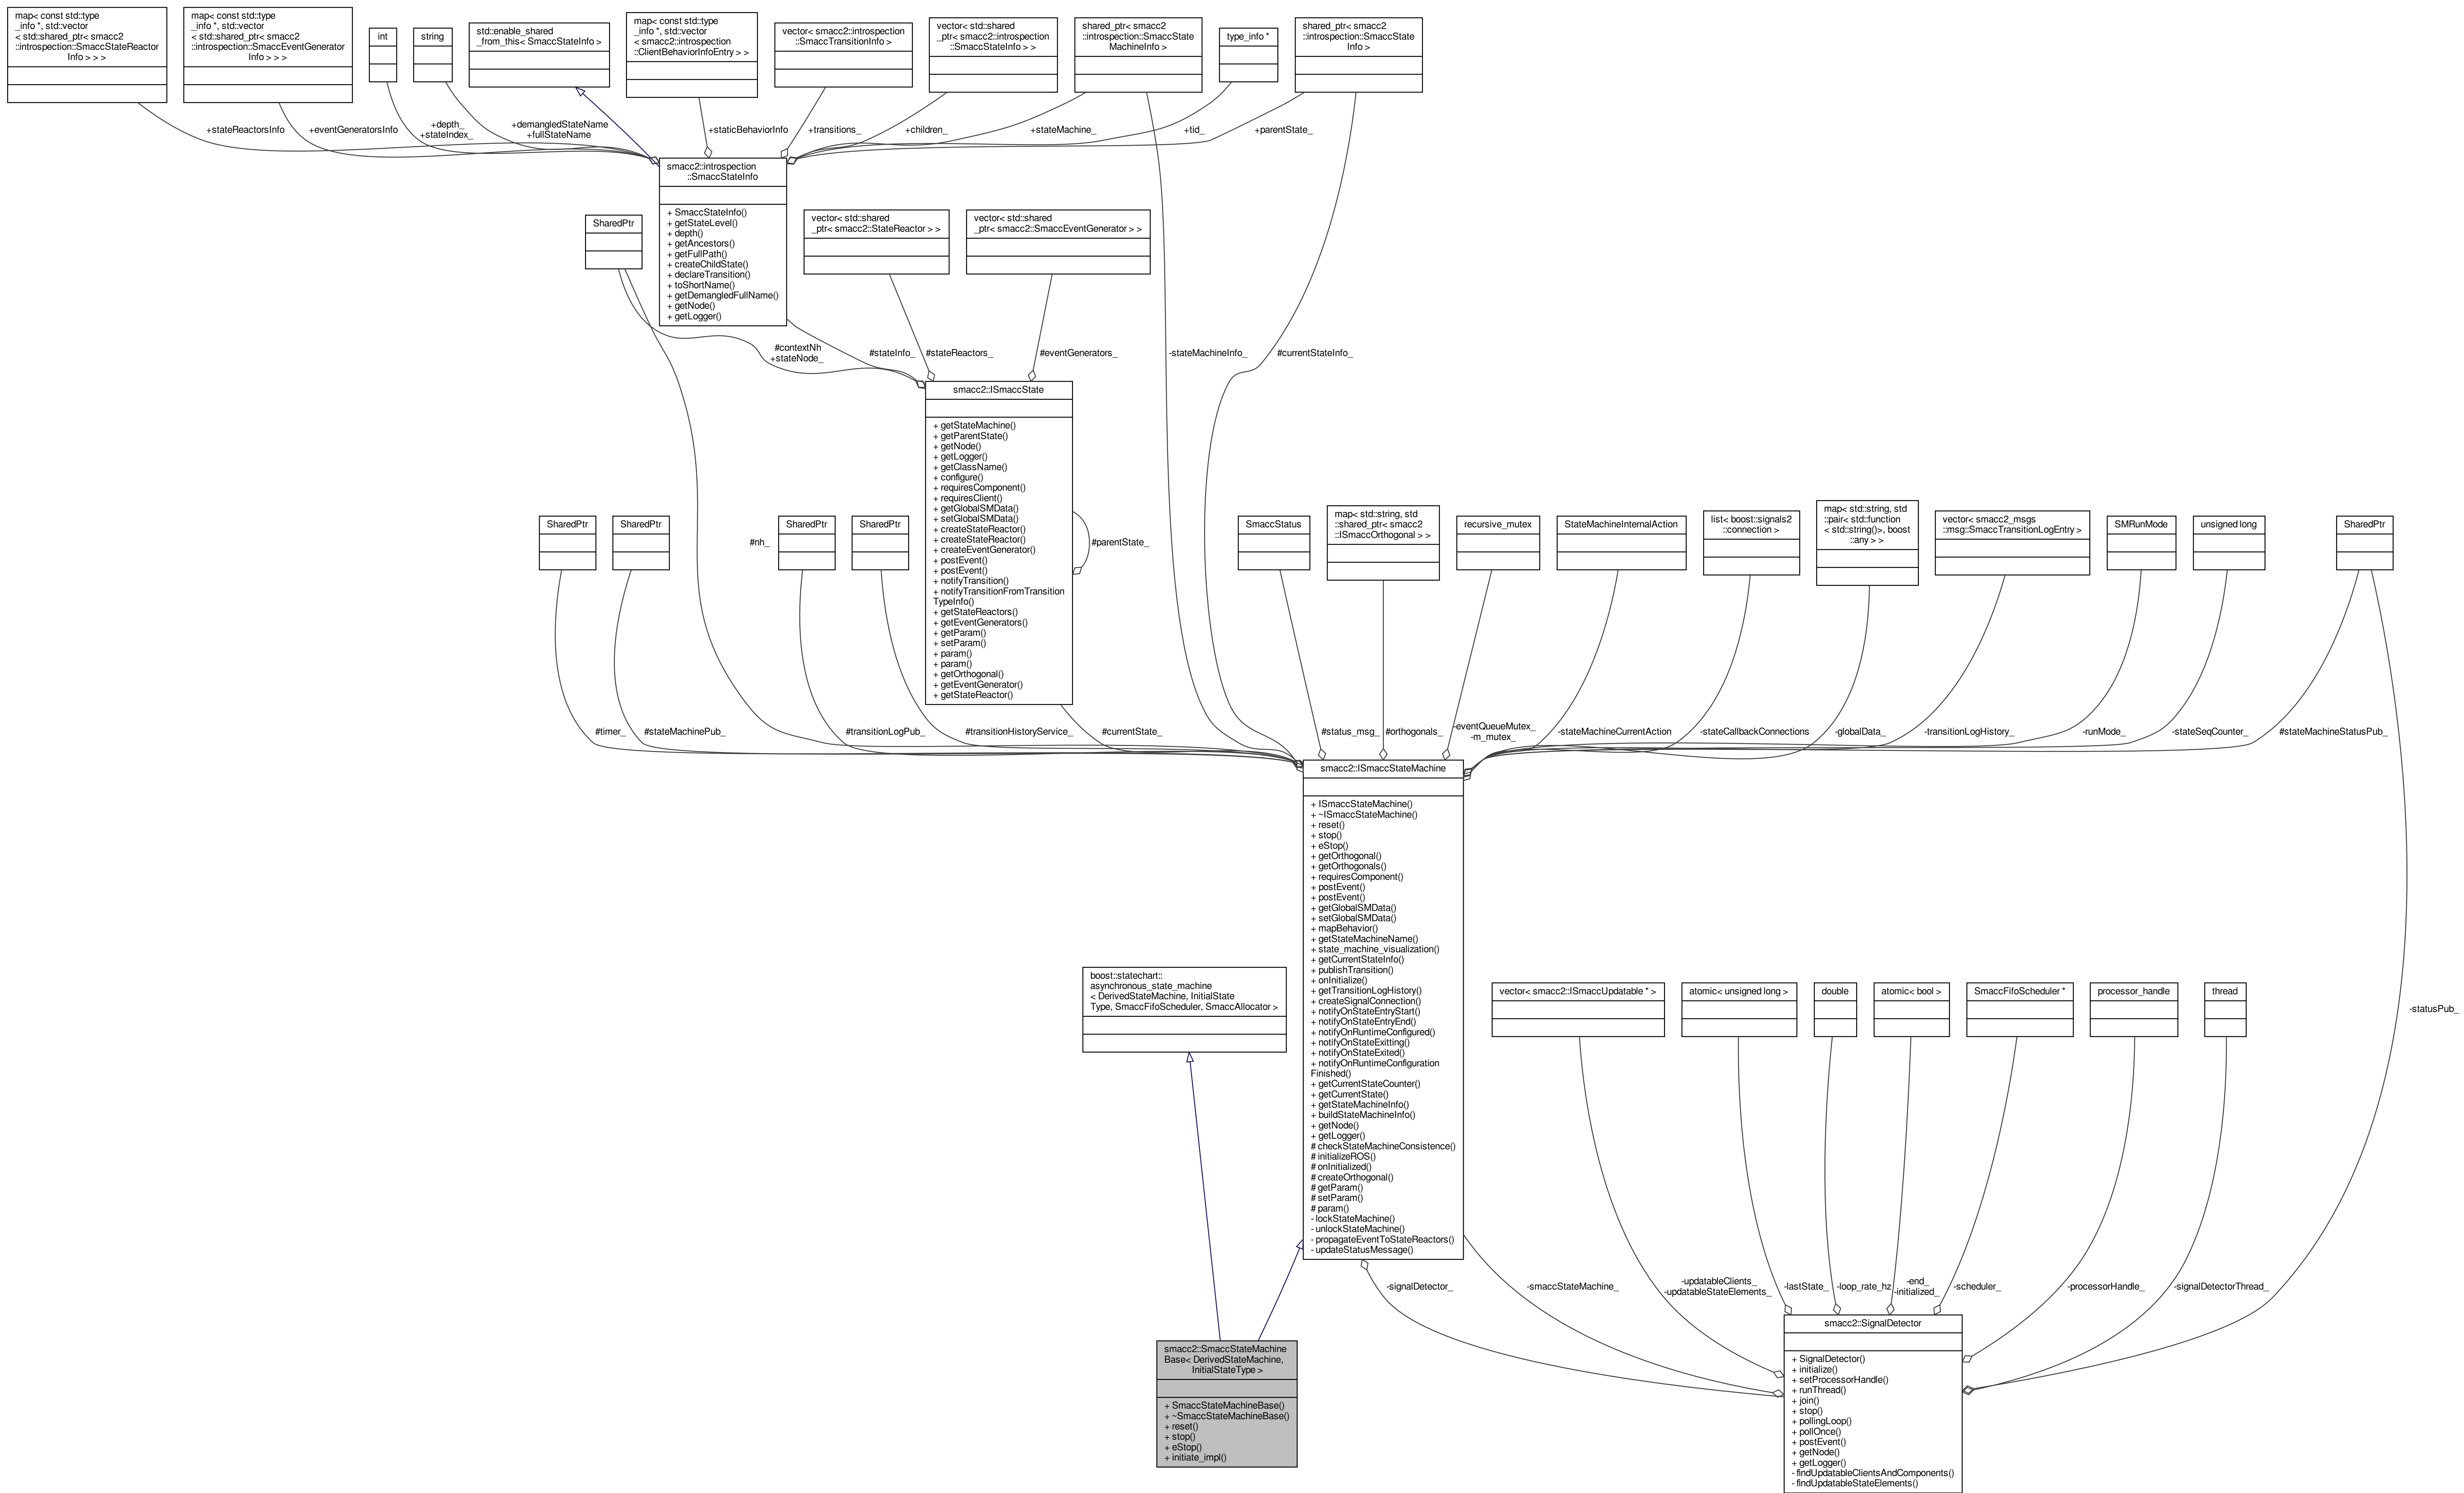 map< const std::type
_info *, std::vector
< std::shared_ptr< smacc2
::introspection::SmaccStateReactor
Info > > >
map< const std::type
_info *, std::vector
< std::shared_ptr< smacc2
::introspection::SmaccEventGenerator
Info > > >
int
string
std::enable_shared
_from_this< SmaccStateInfo >
map< const std::type
_info *, std::vector
< smacc2::introspection
::ClientBehaviorInfoEntry > >
vector< smacc2::introspection
::SmaccTransitionInfo >
vector< std::shared
_ptr< smacc2::introspection
::SmaccStateInfo > >
shared_ptr< smacc2
::introspection::SmaccState
MachineInfo >
type_info *
shared_ptr< smacc2
::introspection::SmaccState
Info >
+stateReactorsInfo
+eventGeneratorsInfo
+depth_
+stateIndex_
+demangledStateName
+fullStateName
+staticBehaviorInfo
+transitions_
+children_
+stateMachine_
+tid_
+parentState_
smacc2::introspection
::SmaccStateInfo
+ SmaccStateInfo()
+ getStateLevel()
+ depth()
+ getAncestors()
+ getFullPath()
+ createChildState()
+ declareTransition()
+ toShortName()
+ getDemangledFullName()
+ getNode()
+ getLogger()
SharedPtr
vector< std::shared
_ptr< smacc2::StateReactor > >
vector< std::shared
_ptr< smacc2::SmaccEventGenerator > >
#contextNh
+stateNode_
#stateInfo_
#stateReactors_
#eventGenerators_
-stateMachineInfo_
#currentStateInfo_
smacc2::ISmaccState
+ getStateMachine()
+ getParentState()
+ getNode()
+ getLogger()
+ getClassName()
+ configure()
+ requiresComponent()
+ requiresClient()
+ getGlobalSMData()
+ setGlobalSMData()
+ createStateReactor()
+ createStateReactor()
+ createEventGenerator()
+ postEvent()
+ postEvent()
+ notifyTransition()
+ notifyTransitionFromTransition
TypeInfo()
+ getStateReactors()
+ getEventGenerators()
+ getParam()
+ setParam()
+ param()
+ param()
+ getOrthogonal()
+ getEventGenerator()
+ getStateReactor()
#parentState_
#nh_
SharedPtr
SharedPtr
SharedPtr
SharedPtr
SmaccStatus
map< std::string, std
::shared_ptr< smacc2
::ISmaccOrthogonal > >
recursive_mutex
StateMachineInternalAction
list< boost::signals2
::connection >
map< std::string, std
::pair< std::function
< std::string()>, boost
::any > >
vector< smacc2_msgs
::msg::SmaccTransitionLogEntry >
SMRunMode
unsigned long
SharedPtr
#timer_
#stateMachinePub_
#transitionLogPub_
#transitionHistoryService_
#currentState_
#status_msg_
#orthogonals_
-eventQueueMutex_
-m_mutex_
-stateMachineCurrentAction
-stateCallbackConnections
-globalData_
-transitionLogHistory_
-runMode_
-stateSeqCounter_
#stateMachineStatusPub_
smacc2::ISmaccStateMachine
+ ISmaccStateMachine()
+ ~ISmaccStateMachine()
+ reset()
+ stop()
+ eStop()
+ getOrthogonal()
+ getOrthogonals()
+ requiresComponent()
+ postEvent()
+ postEvent()
+ getGlobalSMData()
+ setGlobalSMData()
+ mapBehavior()
+ getStateMachineName()
+ state_machine_visualization()
+ getCurrentStateInfo()
+ publishTransition()
+ onInitialize()
+ getTransitionLogHistory()
+ createSignalConnection()
+ notifyOnStateEntryStart()
+ notifyOnStateEntryEnd()
+ notifyOnRuntimeConfigured()
+ notifyOnStateExitting()
+ notifyOnStateExited()
+ notifyOnRuntimeConfiguration
Finished()
+ getCurrentStateCounter()
+ getCurrentState()
+ getStateMachineInfo()
+ buildStateMachineInfo()
+ getNode()
+ getLogger()
# checkStateMachineConsistence()
# initializeROS()
# onInitialized()
# createOrthogonal()
# getParam()
# setParam()
# param()
- lockStateMachine()
- unlockStateMachine()
- propagateEventToStateReactors()
- updateStatusMessage()
boost::statechart::
asynchronous_state_machine
< DerivedStateMachine, InitialState
Type, SmaccFifoScheduler, SmaccAllocator >
vector< smacc2::ISmaccUpdatable * >
atomic< unsigned long >
double
atomic< bool >
SmaccFifoScheduler *
processor_handle
thread
-statusPub_
-signalDetector_
-smaccStateMachine_
-updatableClients_
-updatableStateElements_
-lastState_
-loop_rate_hz
-end_
-initialized_
-scheduler_
-processorHandle_
-signalDetectorThread_
smacc2::SmaccStateMachine
Base< DerivedStateMachine,
InitialStateType >
+ SmaccStateMachineBase()
+ ~SmaccStateMachineBase()
+ reset()
+ stop()
+ eStop()
+ initiate_impl()
smacc2::SignalDetector
+ SignalDetector()
+ initialize()
+ setProcessorHandle()
+ runThread()
+ join()
+ stop()
+ pollingLoop()
+ pollOnce()
+ postEvent()
+ getNode()
+ getLogger()
- findUpdatableClientsAndComponents()
- findUpdatableStateElements()